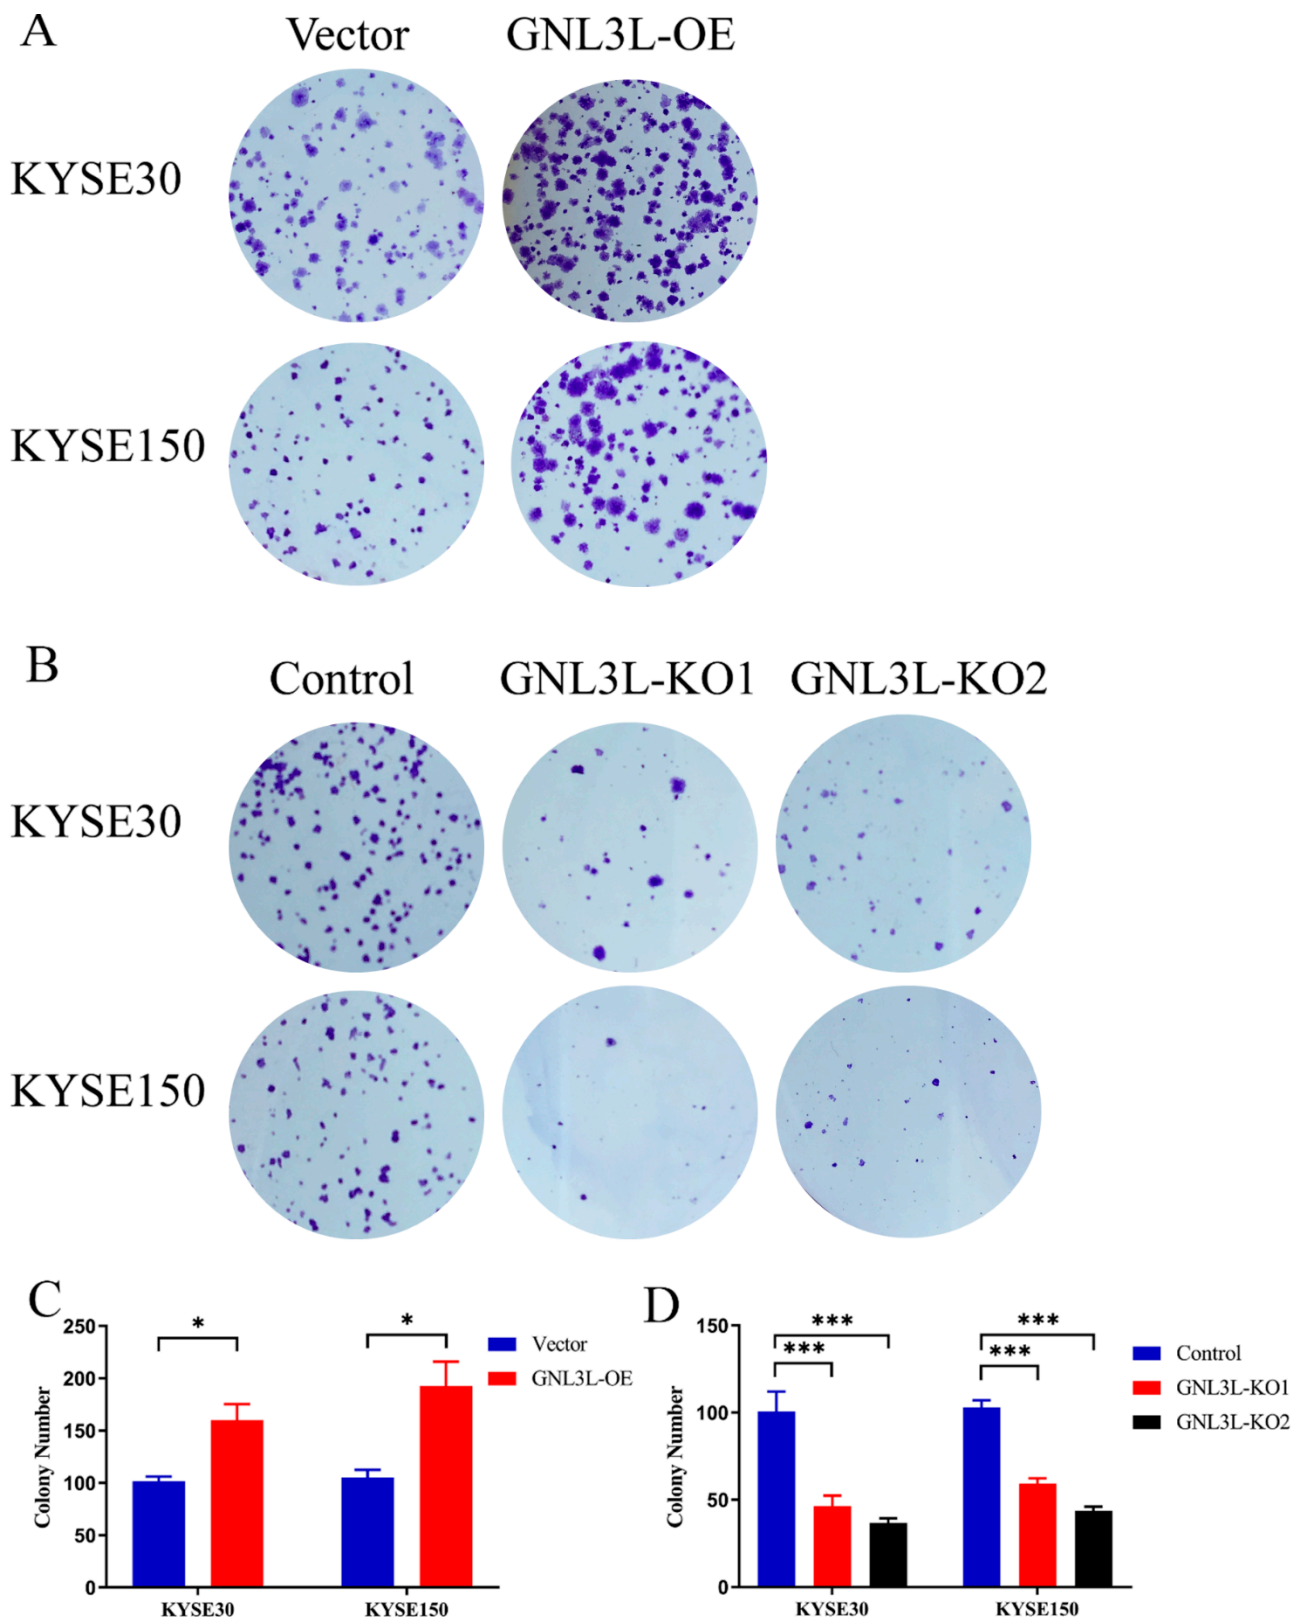 A
Vector GNL3L-OE
KYSE30
KYSE150
B
Control GNL3L-KO1 GNL3L-KO2
KYSE30
KYSE150
C
Colony Number
250
200
150
100
50
0
* *
Vector
GNL3L-OE
KYSE30 KYSE150
D
Colony Number
150
100
50
0
*** ***
*** ***
Control
GNL3L-KO1
GNL3L-KO2
KYSE30 KYSE150